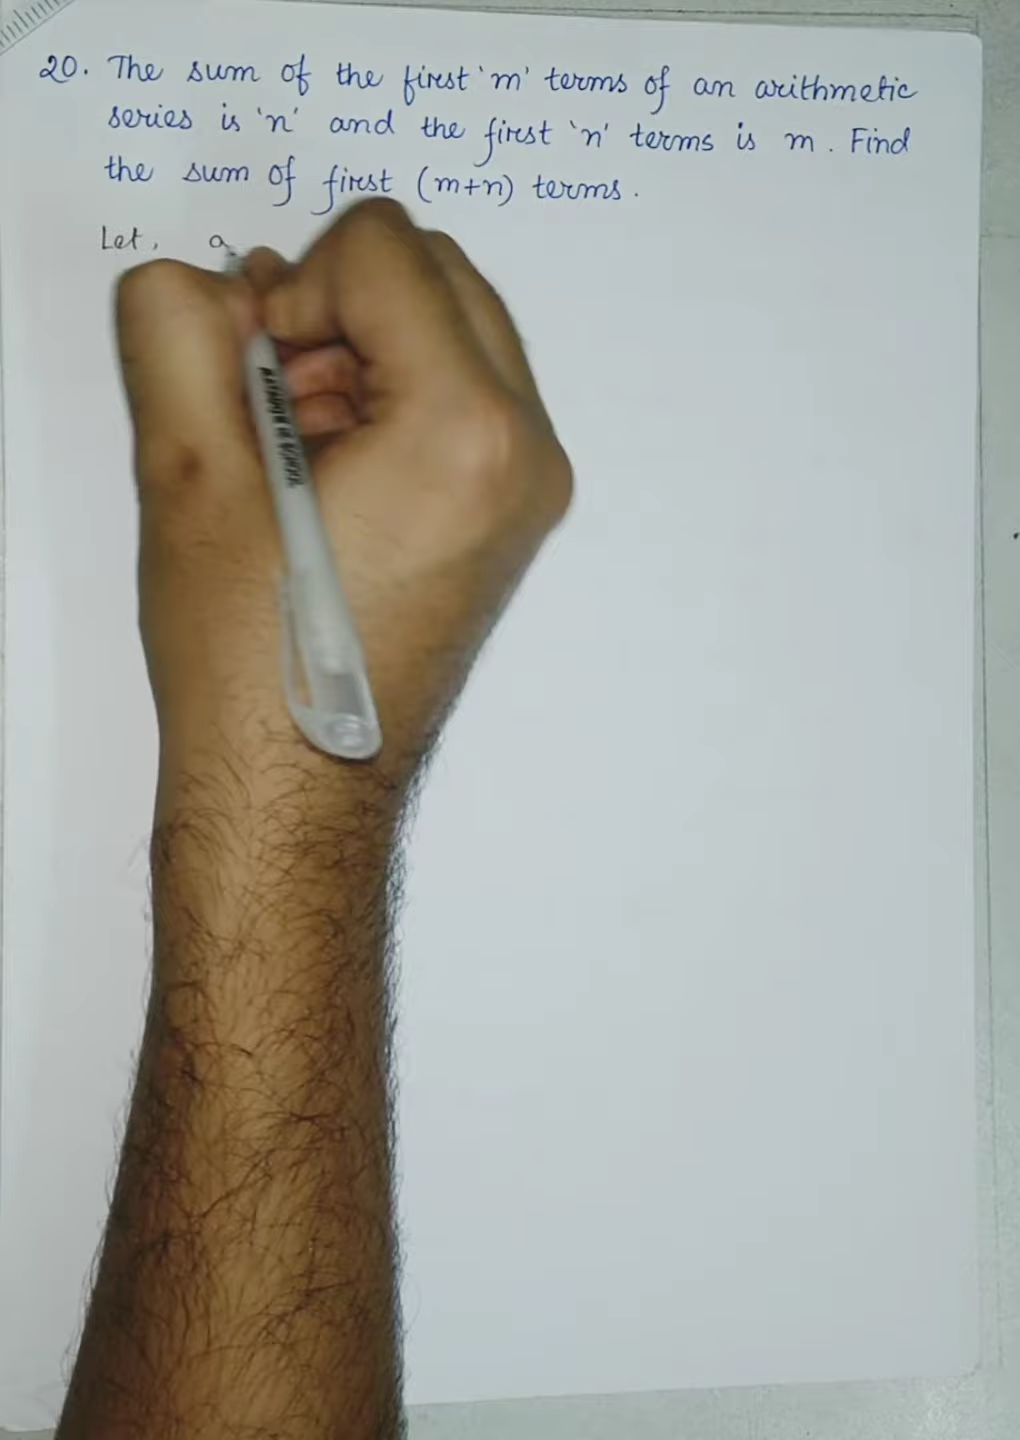 20. The sum of the first 'm' terms of an arithmetic
series is 'n' and the first 'n' terms is m. Find
the sum of first (m+n) terms.
Let, a